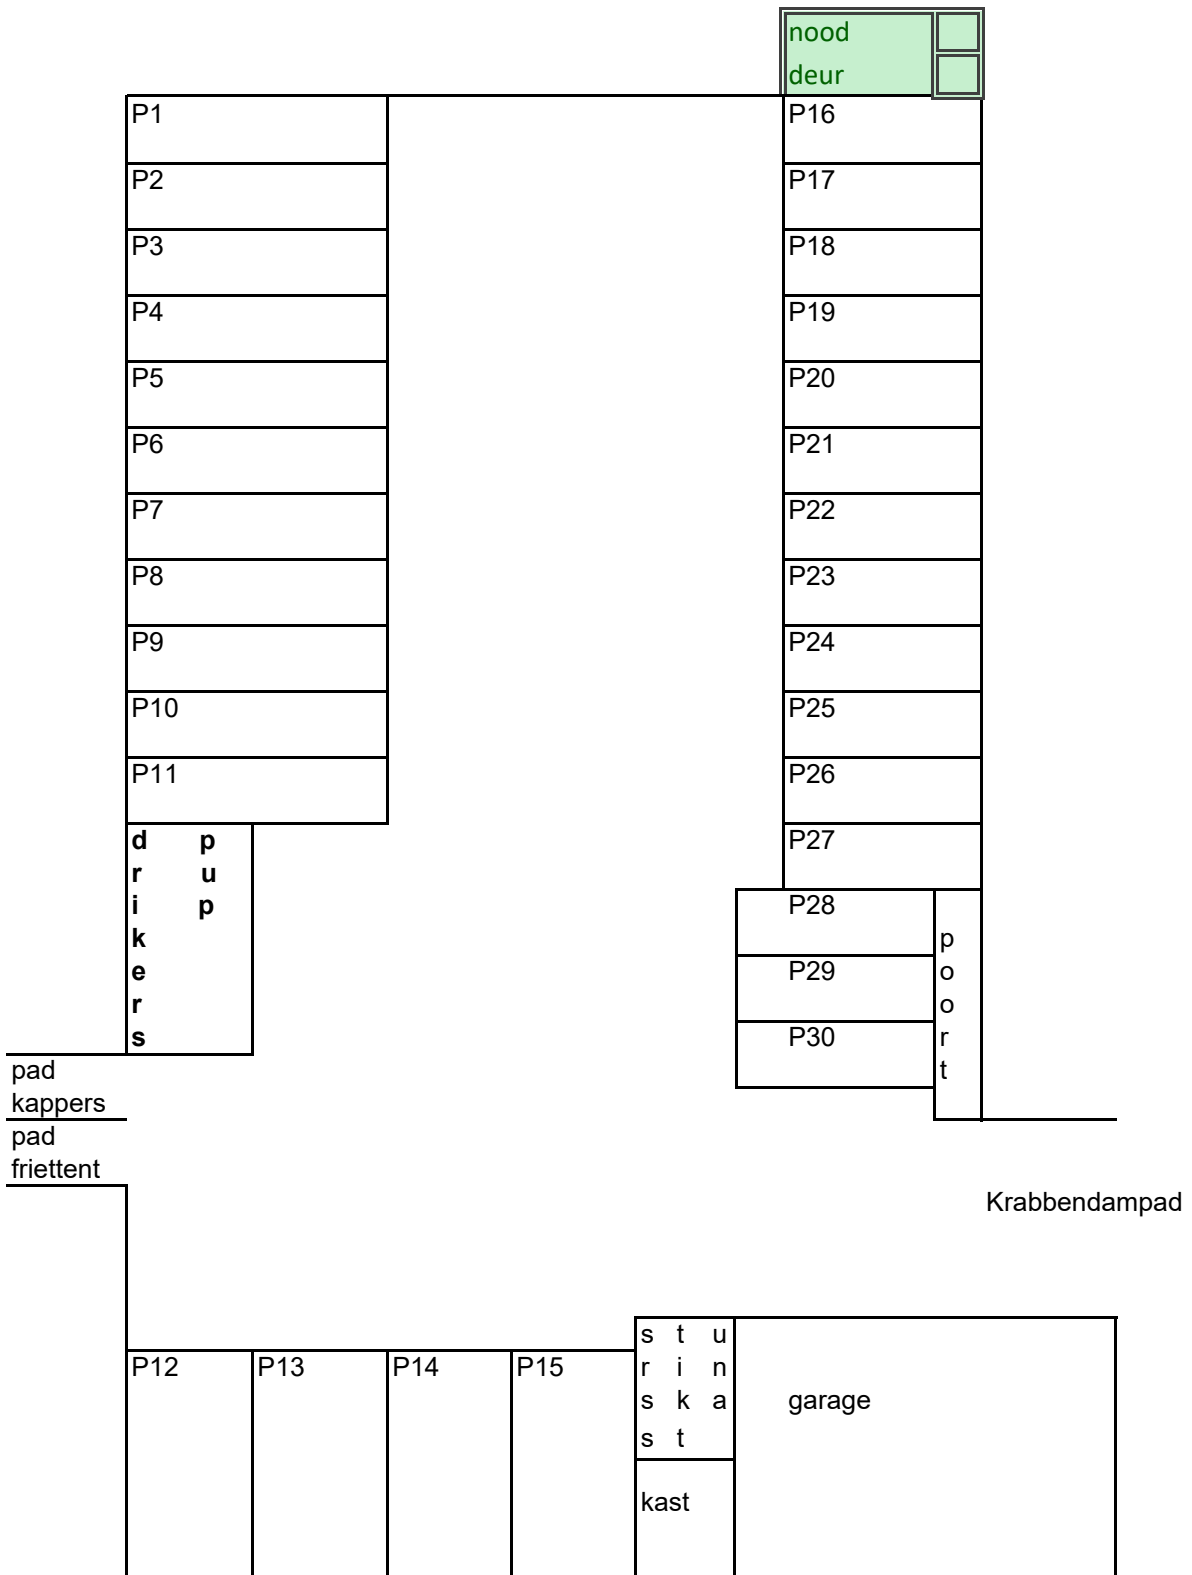 nood
deur
P1 P16
P2 P17
P3 P18
P4 P19
P5 P20
P6 P21
P7 P22
P8 P23
P9 P24
P10 P25
P11 P26
d p P27
r u
i p P28
k p
e P29 o
r o
s P30 r
pad t
kappers
pad
friettent
Krabbendampad
s t u
P12 P13 P14 P15 r i n
s k a garage
s t
kast